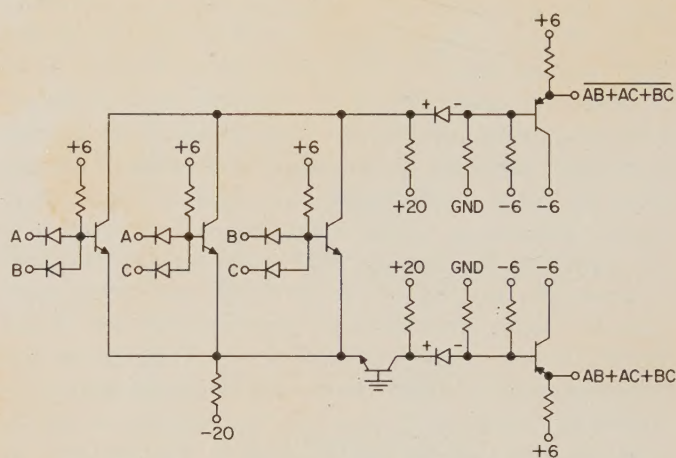 +6
$\overline{AB+AC+BC}$
+6
+6
+6
+20
GND
-6
-6
A
B
A
C
B
C
+20
GND
-6
-6
+
-
+
-
AB+AC+BC
-20
+6